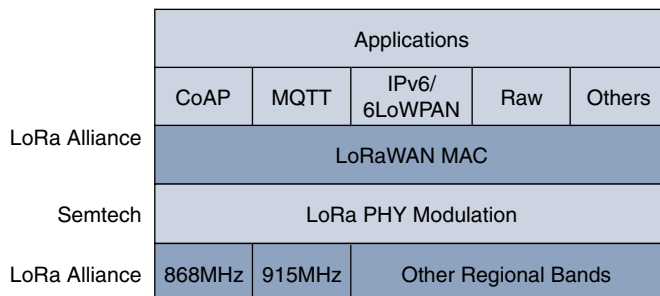 Applications
CoAP MQTT IPv6/ 6LoWPAN Raw Others
LoRa Alliance
LoRaWAN MAC
Semtech LoRa PHY Modulation
LoRa Alliance 868MHz 915MHz Other Regional Bands